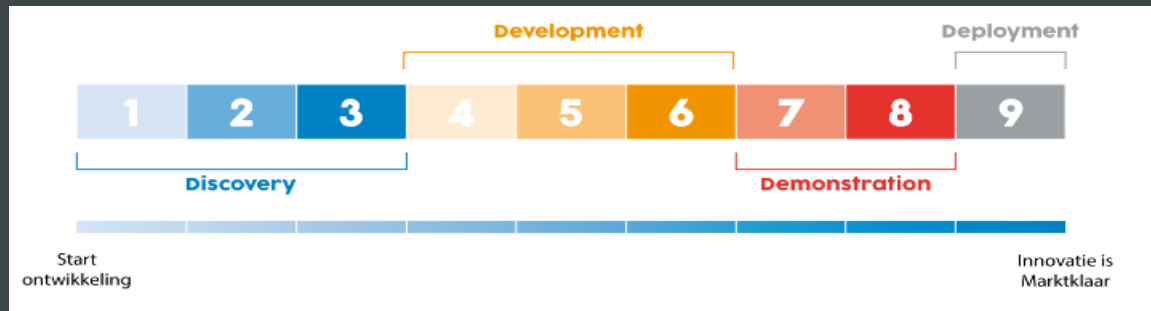 Development
Deployment
1 2 3 4 5 6 7 8 9
Discovery
Demonstration
Start
ontwikkeling
Innovatie is
Marktklaar